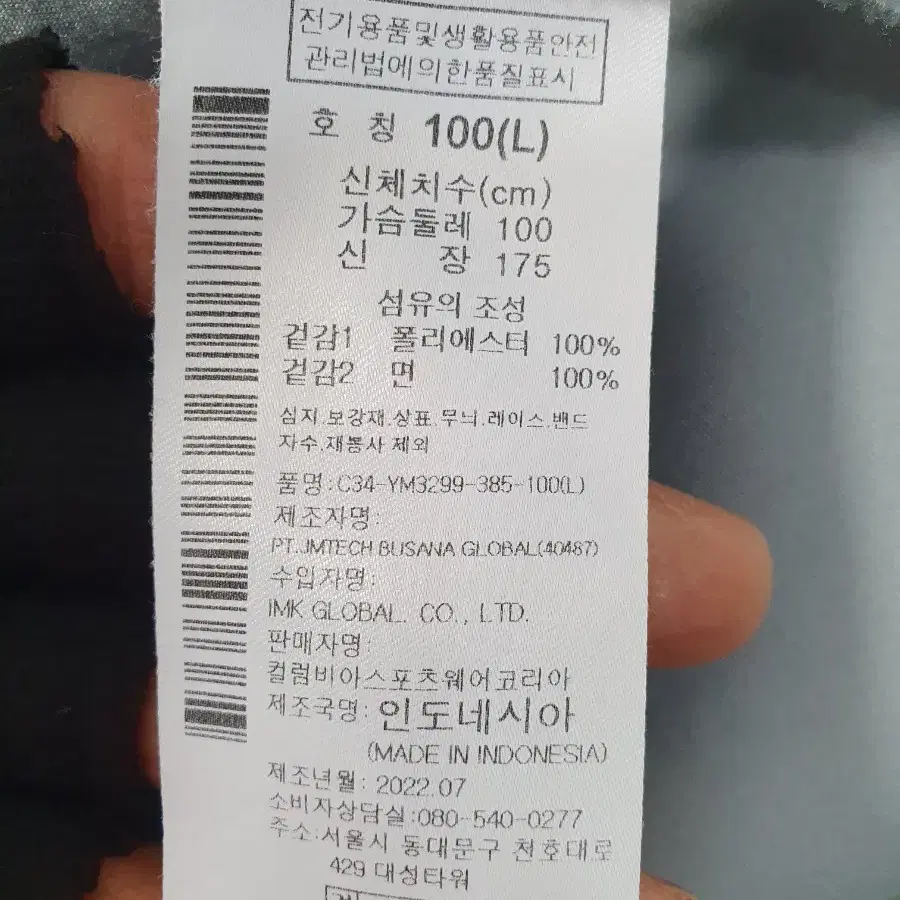 전기용품및생활용품안전
관리법에의한품질표시
호 칭 100(L)
신체치수(cm)
가슴둘레 100
신 장 175
섬유의 조성
겉감1 폴리에스터 100%
겉감2 면 100%
심지.보강재.상표.무늬.레이스.밴드
자수.재봉사 제외
품명:C34-YM3299-385-100(L)
제조자명:
PT.JMTECH BUSANA GLOBAL(40487)
수입자명:
IMK GLOBAL. CO., LTD.
판매자명:
컬럼비아스포츠웨어코리아
제조국명:인도네시아
(MADE IN INDONESIA)
제조년월: 2022.07
소비자상담실:080-540-0277
주소:서울시 동대문구 천호대로
429 대성타워